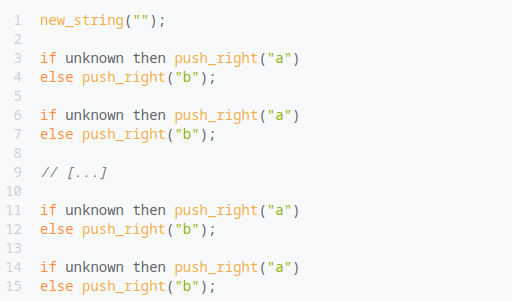 1 new_string("");
2
3 if unknown then push_right("a")
4 else push_right("b");
5
6 if unknown then push_right("a")
7 else push_right("b");
8
9 // [...]
10
11 if unknown then push_right("a")
12 else push_right("b");
13
14 if unknown then push_right("a")
15 else push_right("b");